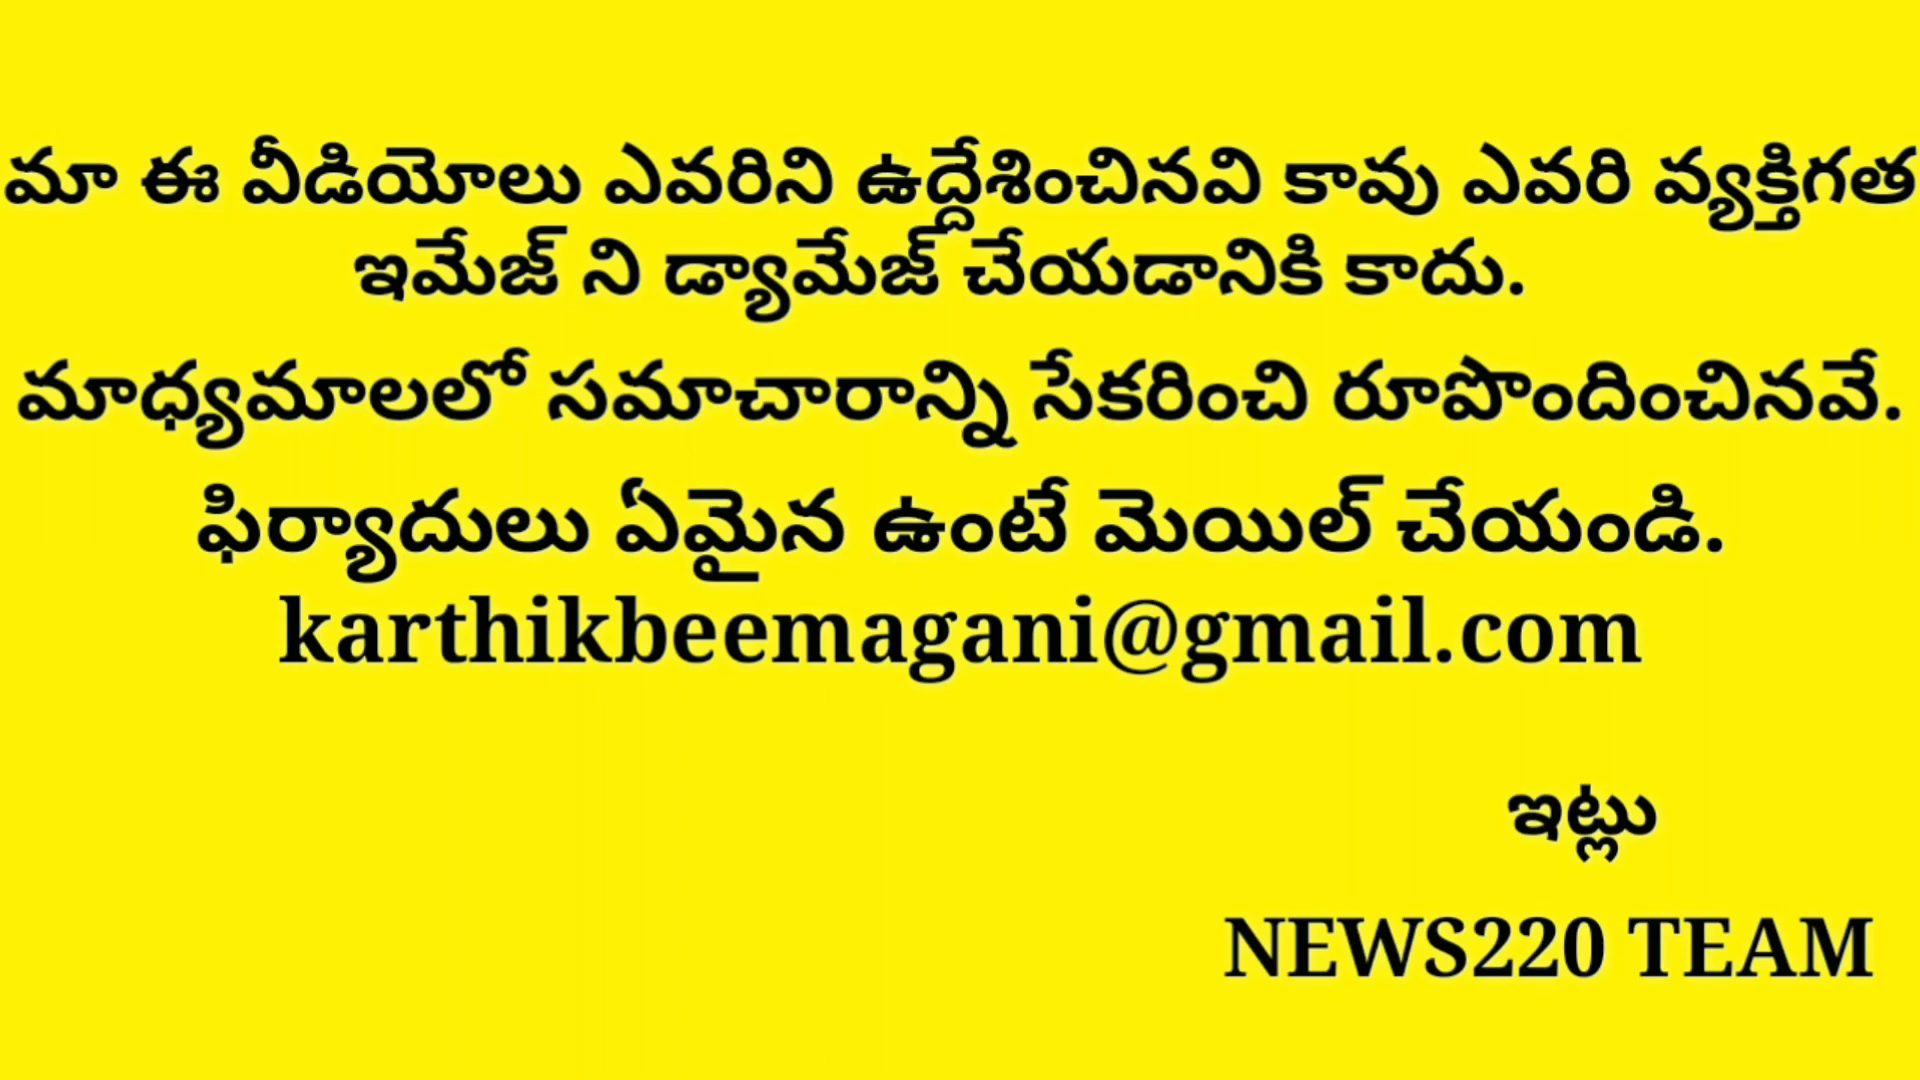 మా ఈ వీడియోలు ఎవరిని ఉద్దేశించినవి కావు ఎవరి వ్యక్తిగత
ఇమేజ్ ని డ్యామేజ్ చేయడానికి కాదు.
మాధ్యమాలలో సమాచారాన్ని సేకరించి రూపొందించినవే.
ఫిర్యాదులు ఏమైన ఉంటే మెయిల్ చేయండి.
karthikbeemagani@gmail.com
ఇట్లు
NEWS220 TEAM